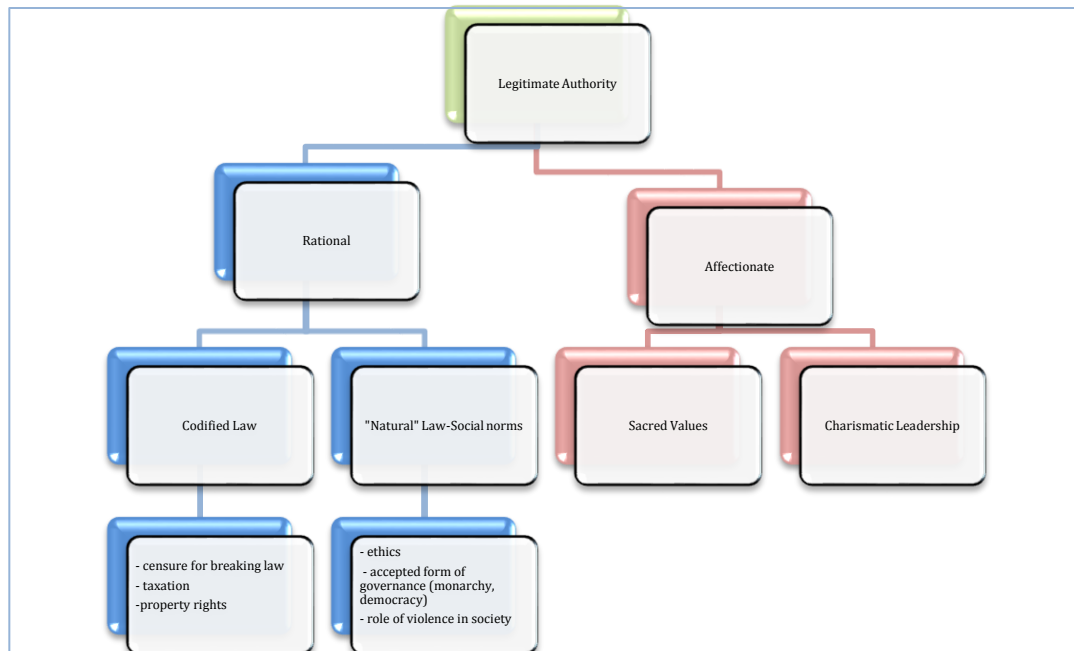 Legitimate Authority
Rational
Affectionate
Codified Law
"Natural" Law-Social norms
Sacred Values
Charismatic Leadership
- censure for breaking law
- taxation
-property rights
- ethics
- accepted form of
governance (monarchy,
democracy)
- role of violence in society